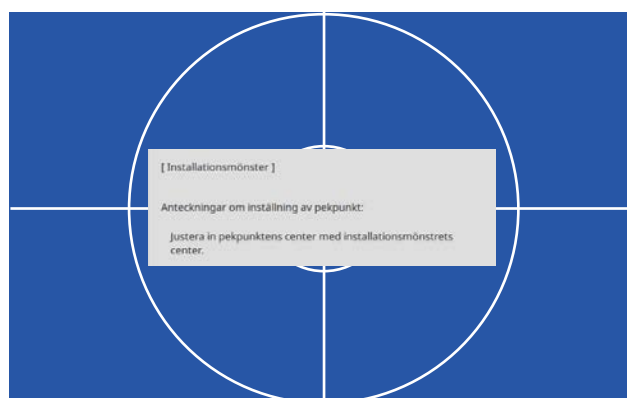 [ Installationsmönster ]
Anteckningar om inställning av pekpunkt:
Justera in pekpunktens center med installationsmönstrets
center.